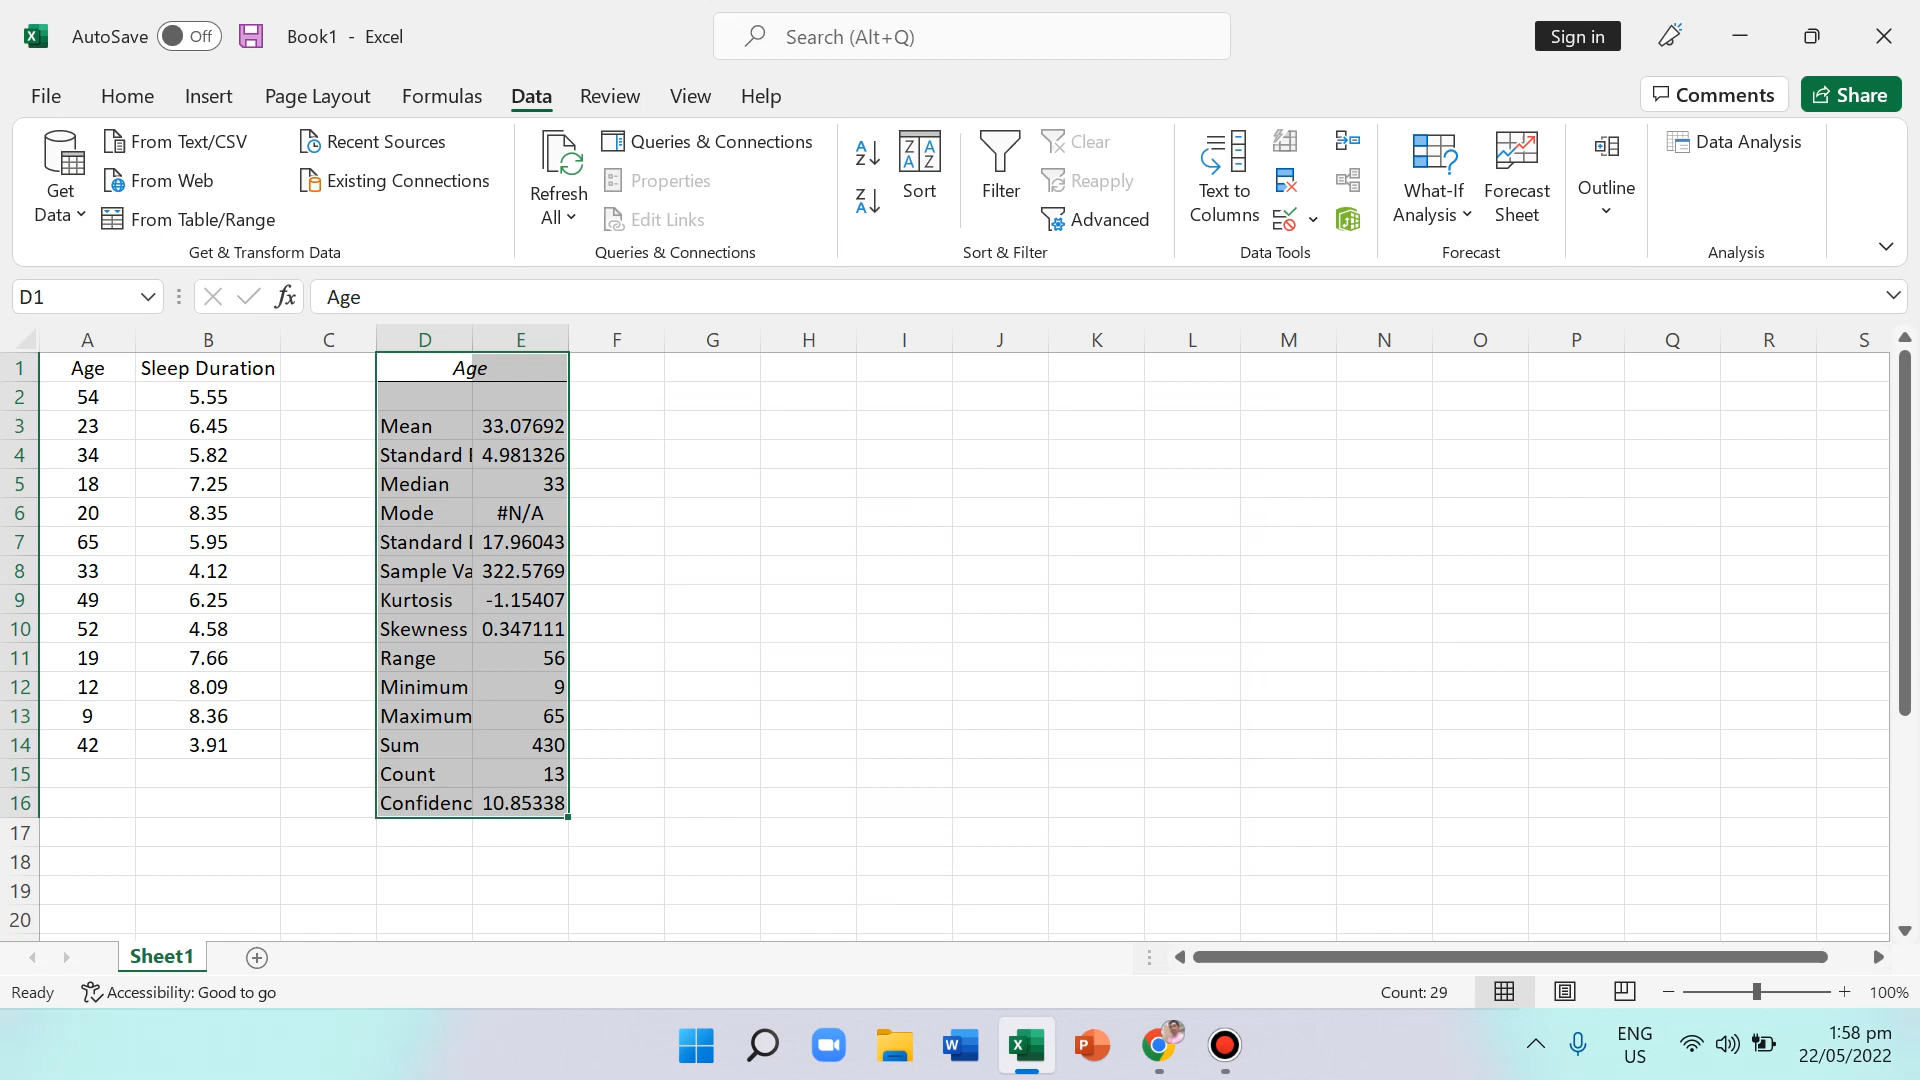 AutoSave Off Book1 - Excel Search (Alt+Q) Sign in
File Home Insert Page Layout Formulas Data Review View Help Comments Share
Get Data
From Text/CSV
From Web
From Table/Range
Recent Sources
Existing Connections
Get & Transform Data
Refresh All
Queries & Connections
Properties
Edit Links
Queries & Connections
Sort
Filter
Clear
Reapply
Advanced
Sort & Filter
Text to Columns
Data Tools
What-If Analysis
Forecast Sheet
Forecast
Outline
Data Analysis
Analysis
D1 fx Age
A B C D E F G H I J K L M N O P Q R S
1 Age Sleep Duration Age
2 54 5.55
3 23 6.45 Mean 33.07692
4 34 5.82 Standard E 4.981326
5 18 7.25 Median 33
6 20 8.35 Mode #N/A
7 65 5.95 Standard D 17.96043
8 33 4.12 Sample Va 322.5769
9 49 6.25 Kurtosis -1.15407
10 52 4.58 Skewness 0.347111
11 19 7.66 Range 56
12 12 8.09 Minimum 9
13 9 8.36 Maximum 65
14 42 3.91 Sum 430
15 Count 13
16 Confidenc 10.85338
17
18
19
20
Sheet1
Ready Accessibility: Good to go Count: 29 100%
ENG US 1:58 pm
22/05/2022